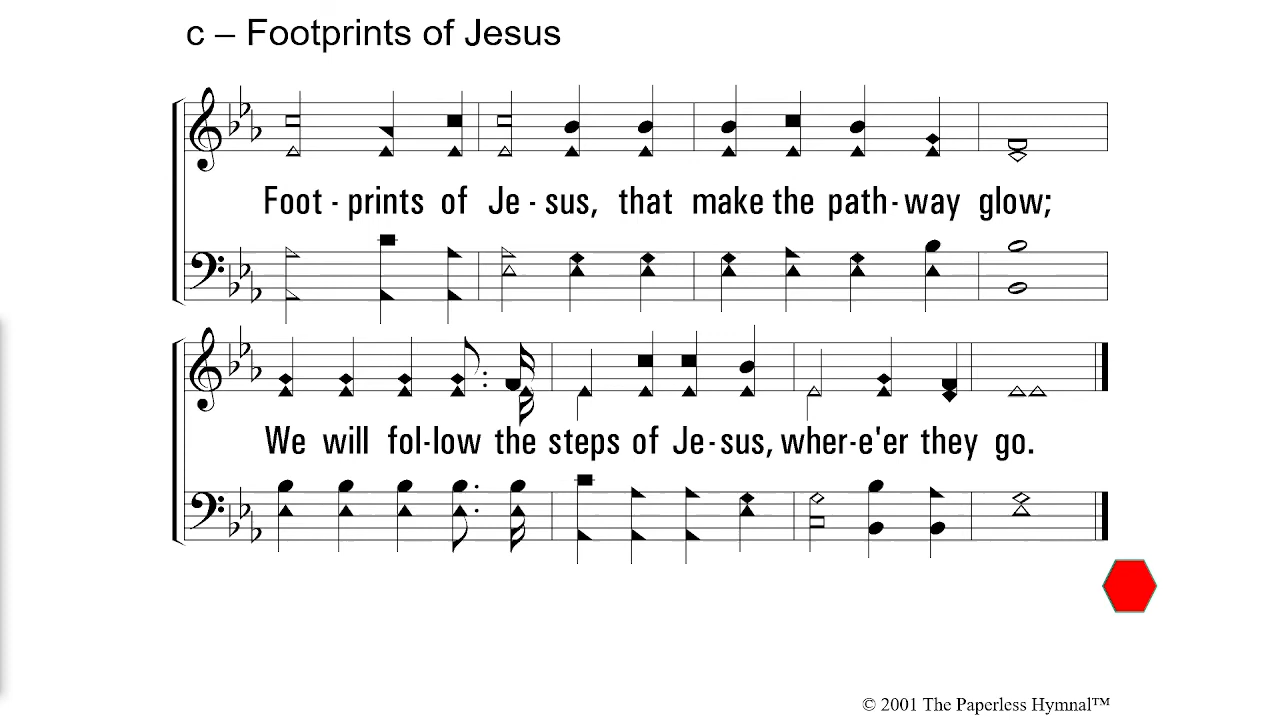 c – Footprints of Jesus
Foot - prints of Je - sus, that make the path - way glow;
We will fol - low the steps of Je - sus, wher - e'er they go.
© 2001 The Paperless Hymnal™